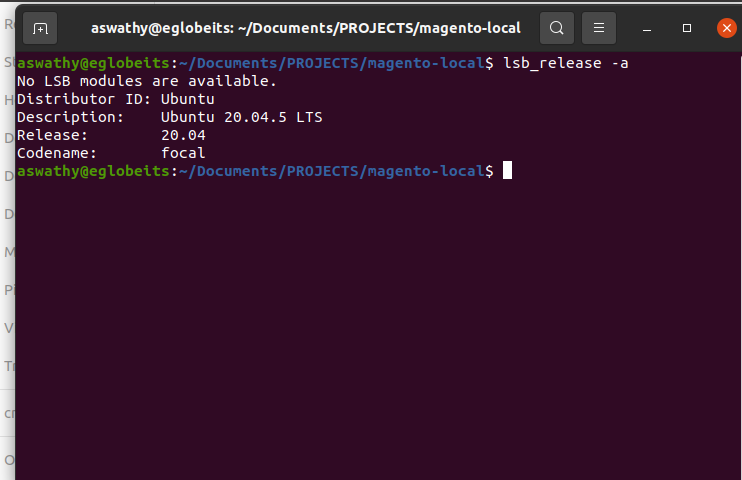 aswathy@eglobeits: ~/Documents/PROJECTS/magento-local
aswathy@eglobeits:~/Documents/PROJECTS/magento-local$ lsb_release -a
No LSB modules are available.
Distributor ID: Ubuntu
Description:    Ubuntu 20.04.5 LTS
Release:        20.04
Codename:       focal
aswathy@eglobeits:~/Documents/PROJECTS/magento-local$